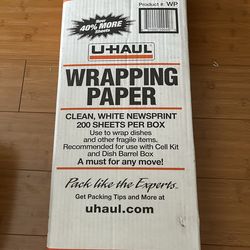 Product #: WP
Over
40% MORE
Sheets
U-HAUL
WRAPPING
PAPER
CLEAN, WHITE NEWSPRINT
200 SHEETS PER BOX
Use to wrap dishes
and other fragile items.
Recommended for use with Cell Kit
and Dish Barrel Box
A must for any move!
Pack like the Experts.
Get Packing Tips and More at
uhaul.com